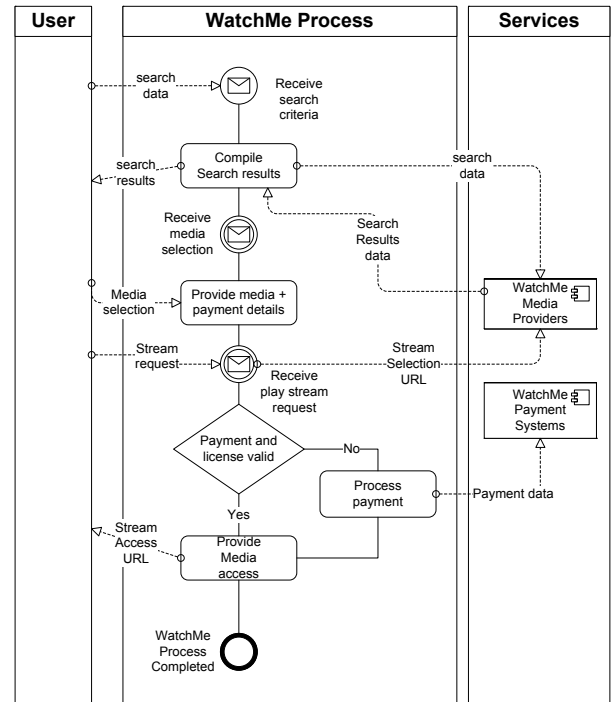 User
WatchMe Process
Services
search
data
Receive
search
criteria
Compile
Search results
search
results
search
data
Receive
media
selection
Search
Results
data
WatchMe
Media
Providers
Media
selection
Provide media +
payment details
Stream
request
Receive
play stream
request
Stream
Selection
URL
WatchMe
Payment
Systems
Payment and
license valid
No
Process
payment
Payment data
Yes
Stream
Access
URL
Provide
Media
access
WatchMe
Process
Completed